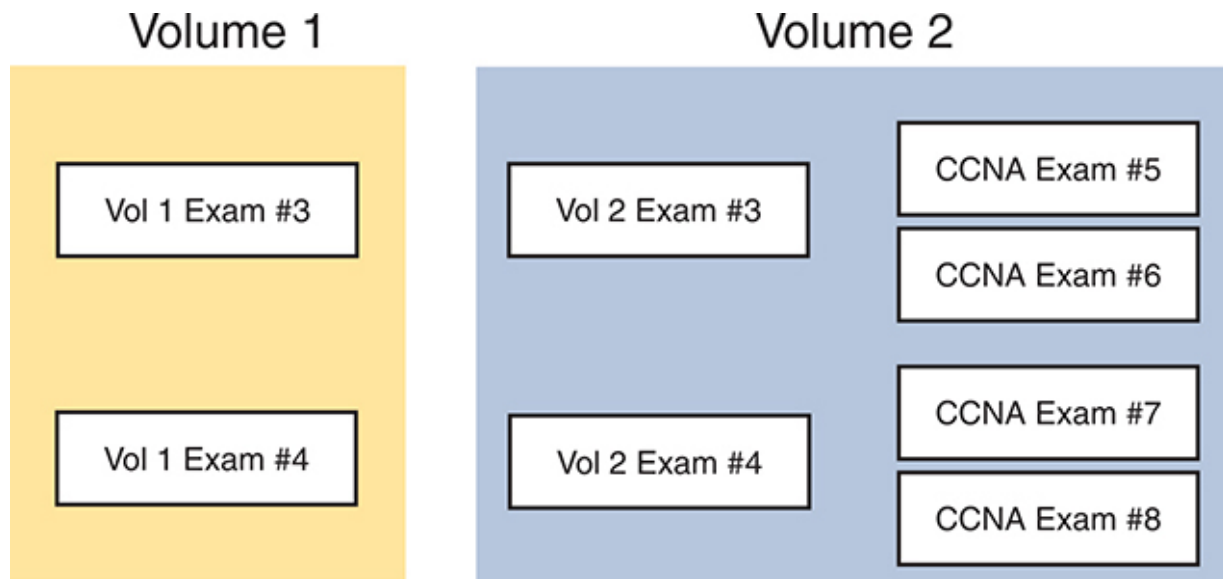 Volume 1
Vol 1 Exam #3
Vol 1 Exam #4
Volume 2
Vol 2 Exam #3
Vol 2 Exam #4
CCNA Exam #5
CCNA Exam #6
CCNA Exam #7
CCNA Exam #8